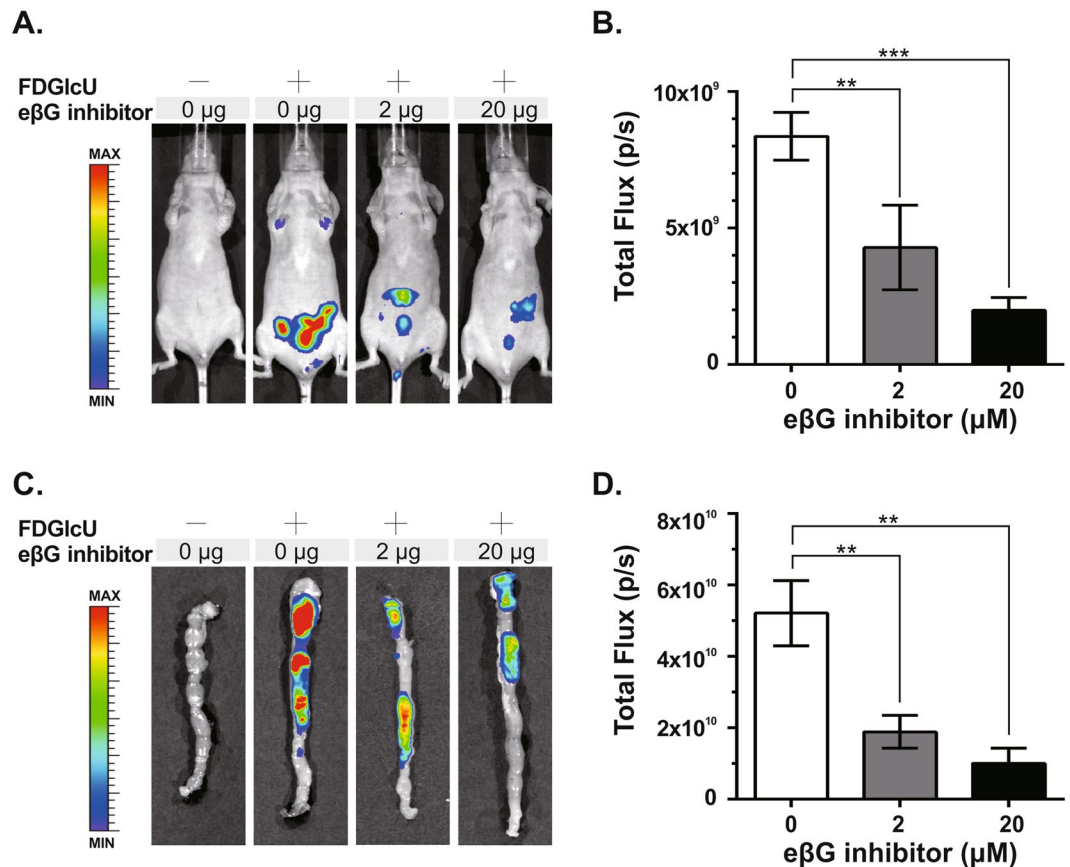 A.
FDGlcU — + + +
eβG inhibitor 0 µg 0 µg 2 µg 20 µg
MAX
MIN
B.
Total Flux (p/s)
10x10⁹
5x10⁹
0
** ***
0 2 20
eβG inhibitor (µM)
C.
FDGlcU — + + +
eβG inhibitor 0 µg 0 µg 2 µg 20 µg
MAX
MIN
D.
Total Flux (p/s)
8x10¹⁰
6x10¹⁰
4x10¹⁰
2x10¹⁰
0
** **
0 2 20
eβG inhibitor (µM)